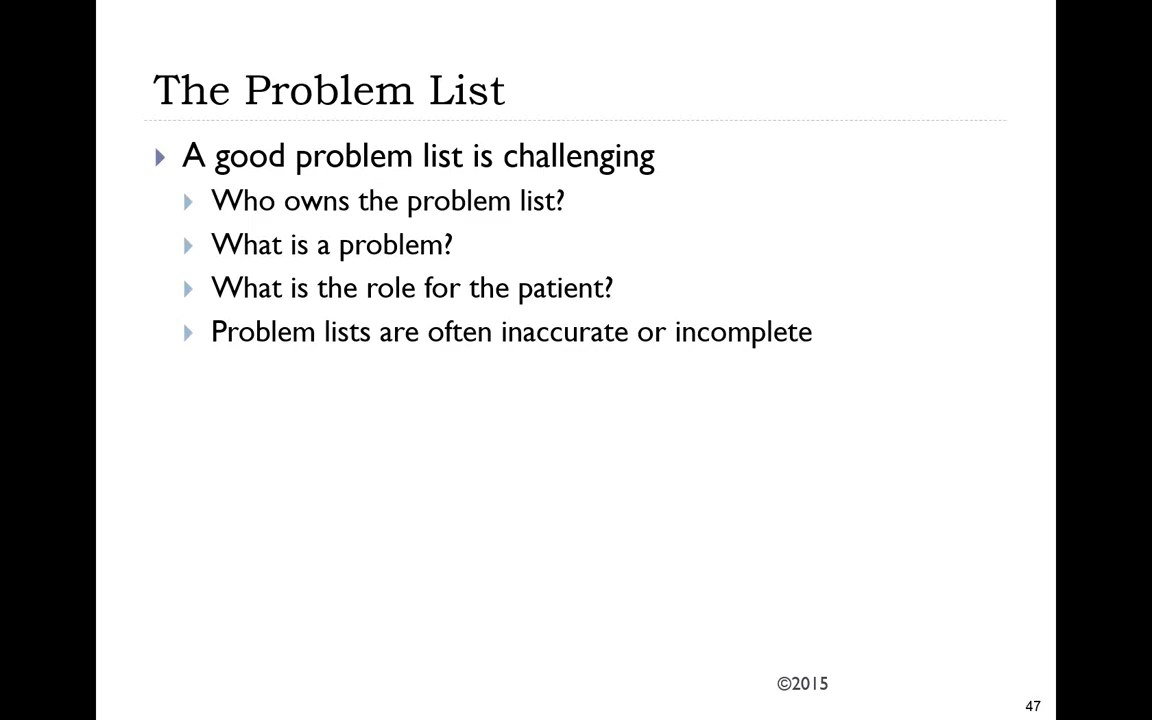 The Problem List
A good problem list is challenging
Who owns the problem list?
What is a problem?
What is the role for the patient?
Problem lists are often inaccurate or incomplete
©2015
47